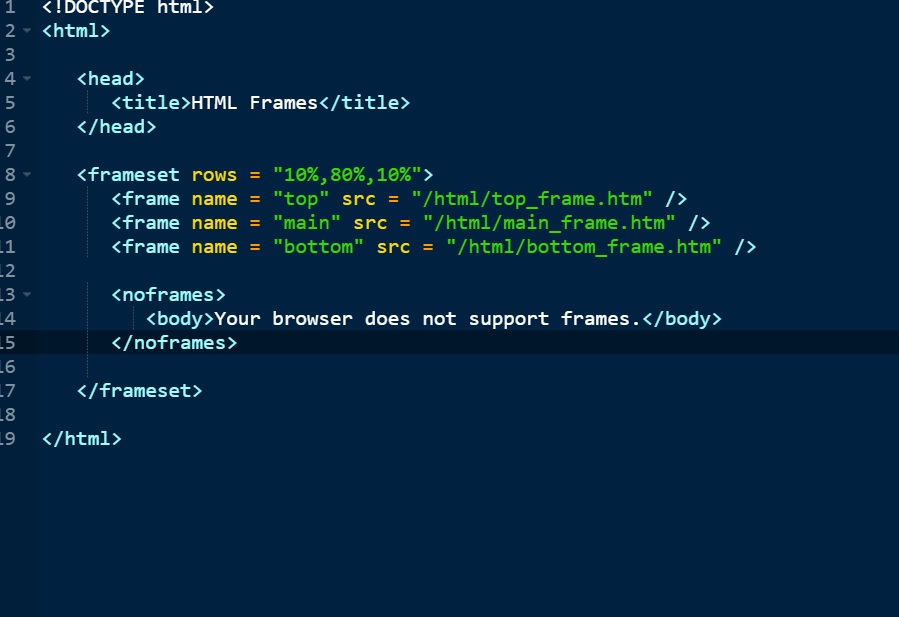 1 <!DOCTYPE html>
2 <html>
3
4 <head>
5 <title>HTML Frames</title>
6 </head>
7
8 <frameset rows = "10%,80%,10%">
9 <frame name = "top" src = "/html/top_frame.htm" />
10 <frame name = "main" src = "/html/main_frame.htm" />
11 <frame name = "bottom" src = "/html/bottom_frame.htm" />
12
13 <noframes>
14 <body>Your browser does not support frames.</body>
15 </noframes>
16
17 </frameset>
18
19 </html>